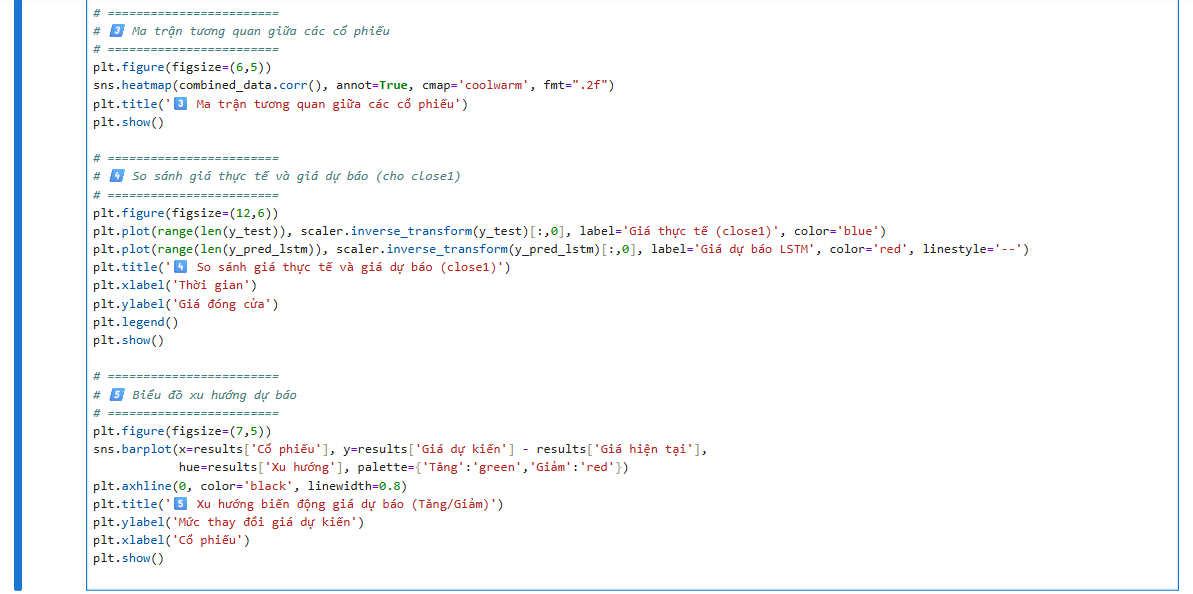 # ========================
# 3️⃣ Ma trận tương quan giữa các cổ phiếu
# ========================
plt.figure(figsize=(6,5))
sns.heatmap(combined_data.corr(), annot=True, cmap='coolwarm', fmt=".2f")
plt.title('3️⃣ Ma trận tương quan giữa các cổ phiếu')
plt.show()

# ========================
# 4️⃣ So sánh giá thực tế và giá dự báo (cho close1)
# ========================
plt.figure(figsize=(12,6))
plt.plot(range(len(y_test)), scaler.inverse_transform(y_test)[:,0], label='Giá thực tế (close1)', color='blue')
plt.plot(range(len(y_pred_lstm)), scaler.inverse_transform(y_pred_lstm)[:,0], label='Giá dự báo LSTM', color='red', linestyle='--')
plt.title('4️⃣ So sánh giá thực tế và giá dự báo (close1)')
plt.xlabel('Thời gian')
plt.ylabel('Giá đóng cửa')
plt.legend()
plt.show()

# ========================
# 5️⃣ Biểu đồ xu hướng dự báo
# ========================
plt.figure(figsize=(7,5))
sns.barplot(x=results['Cổ phiếu'], y=results['Giá dự kiến'] - results['Giá hiện tại'],
            hue=results['Xu hướng'], palette={'Tăng':'green','Giảm':'red'})
plt.axhline(0, color='black', linewidth=0.8)
plt.title('5️⃣ Xu hướng biến động giá dự báo (Tăng/Giảm)')
plt.ylabel('Mức thay đổi giá dự kiến')
plt.xlabel('Cổ phiếu')
plt.show()